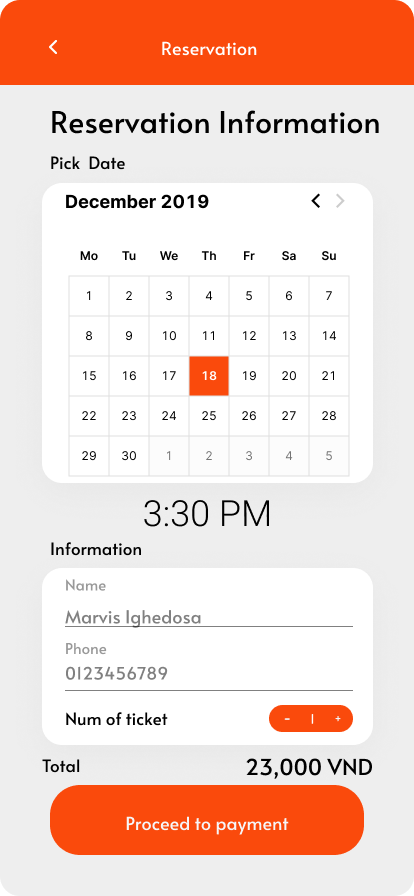 Reservation
Reservation Information
Pick Date
December 2019
Mo Tu We Th Fr Sa Su
1 2 3 4 5 6 7
8 9 10 11 12 13 14
15 16 17 18 19 20 21
22 23 24 25 26 27 28
29 30 1 2 3 4 5
3:30 PM
Information
Name
Marvis Ighedosa
Phone
0123456789
Num of ticket - 1 +
Total 23,000 VND
Proceed to payment